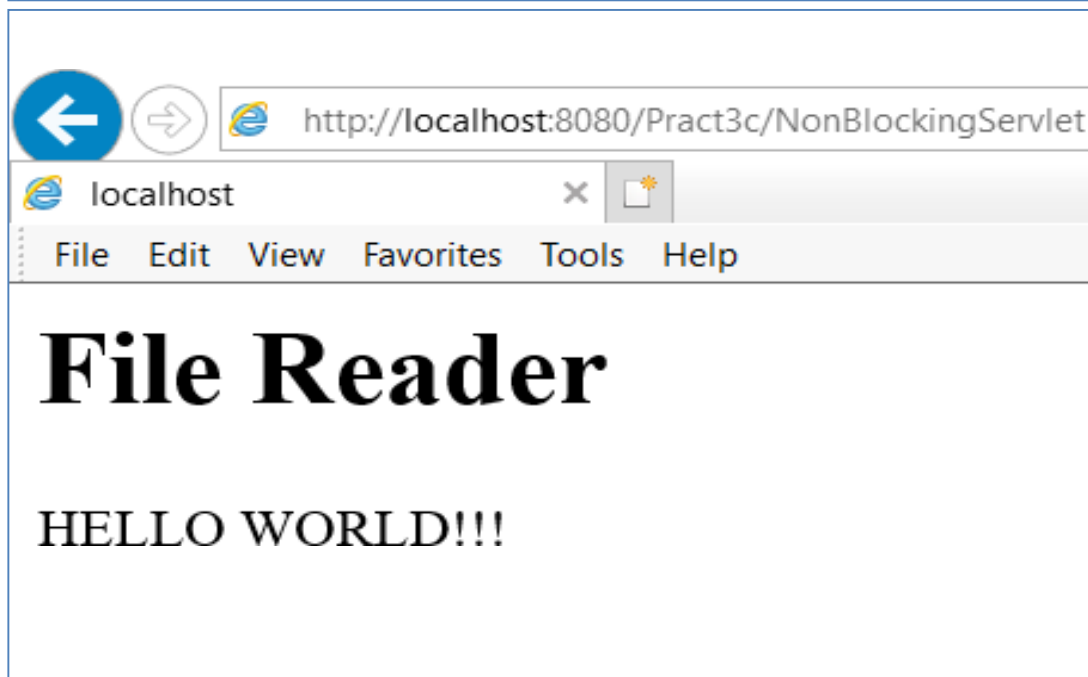 http://localhost:8080/Pract3c/NonBlockingServlet
localhost
File Edit View Favorites Tools Help
File Reader
HELLO WORLD!!!